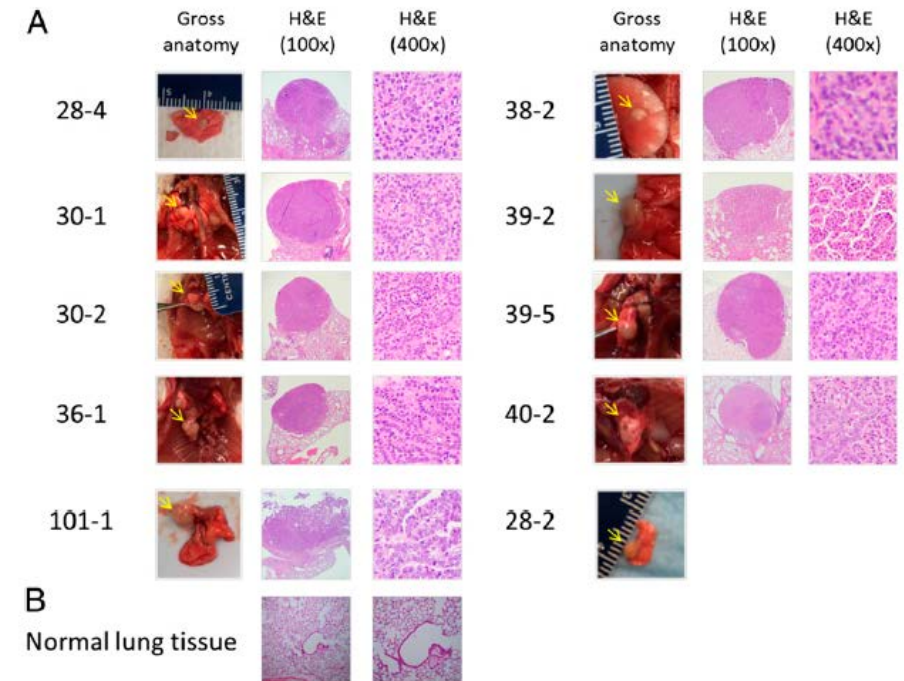 A
Gross anatomy
H&E (100x)
H&E (400x)
Gross anatomy
H&E (100x)
H&E (400x)
28-4
38-2
30-1
39-2
30-2
39-5
36-1
40-2
101-1
28-2
B
Normal lung tissue